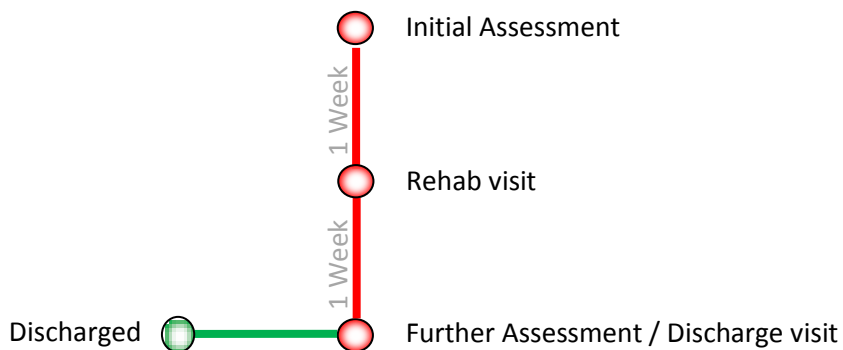 Initial Assessment
1 Week
Rehab visit
1 Week
Discharged
Further Assessment / Discharge visit